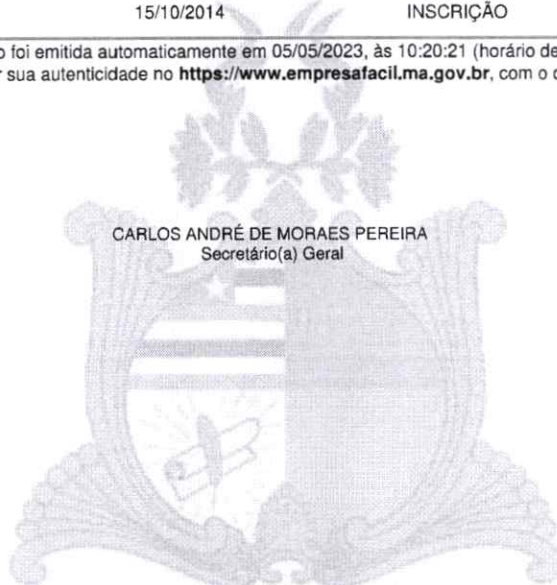 15/10/2014 INSCRIÇÃO
foi emitida automaticamente em 05/05/2023, às 10:20:21 (horário de
sua autenticidade no https://www.empresafacil.ma.gov.br, com o
CARLOS ANDRÉ DE MORAES PEREIRA
Secretário(a) Geral